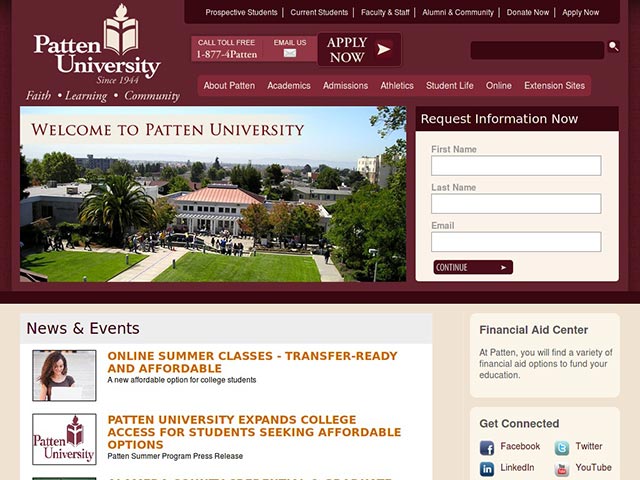 Prospective Students | Current Students | Faculty & Staff | Alumni & Community | Donate Now | Apply Now
Patten
University
Since 1944
Faith • Learning • Community
CALL TOLL FREE
1-877-4Patten
EMAIL US
APPLY
NOW
About Patten Academics Admissions Athletics Student Life Online Extension Sites
WELCOME TO PATTEN UNIVERSITY
Request Information Now
First Name
Last Name
Email
CONTINUE
News & Events
ONLINE SUMMER CLASSES - TRANSFER-READY
AND AFFORDABLE
A new affordable option for college students
Patten
University
PATTEN UNIVERSITY EXPANDS COLLEGE
ACCESS FOR STUDENTS SEEKING AFFORDABLE
OPTIONS
Patten Summer Program Press Release
Financial Aid Center
At Patten, you will find a variety of
financial aid options to fund your
education.
Get Connected
Facebook Twitter
LinkedIn YouTube